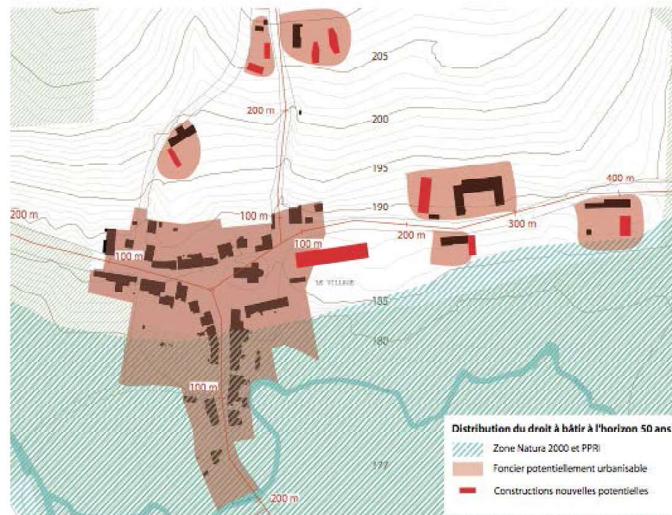 205
200 m
200
195
400 m
190
200 m
100 m
100 m
200 m
300 m
100 m
LE VILLAGE
185
180
100 m
177
200 m
Distribution du droit à bâtir à l'horizon 50 ans
Zone Natura 2000 et PPRI
Foncier potentiellement urbanisable
Constructions nouvelles potentielles